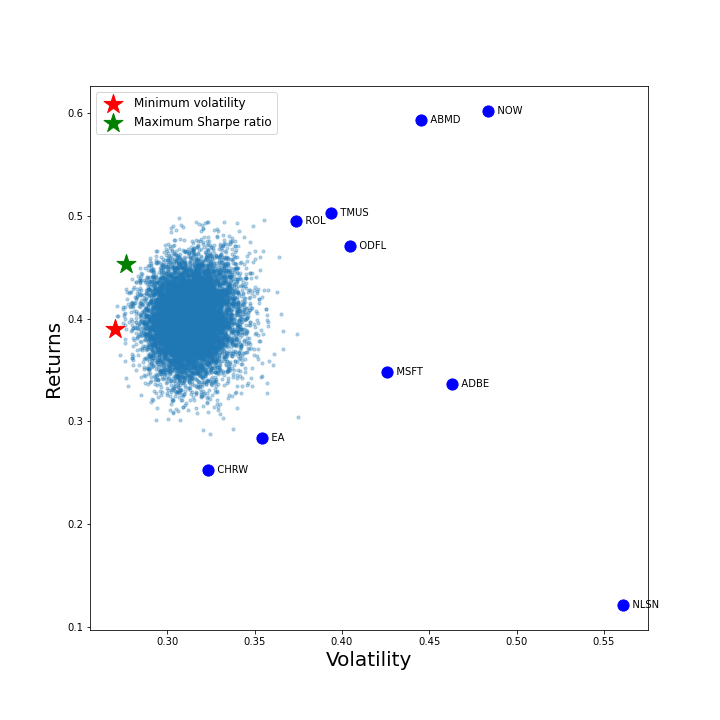 Minimum volatility
Maximum Sharpe ratio
0.6
0.5
0.4
0.3
0.2
0.1
Returns
NOW
ABMD
TMUS
ROL
ODFL
MSFT
ADBE
EA
CHRW
NLSN
0.30 0.35 0.40 0.45 0.50 0.55
Volatility